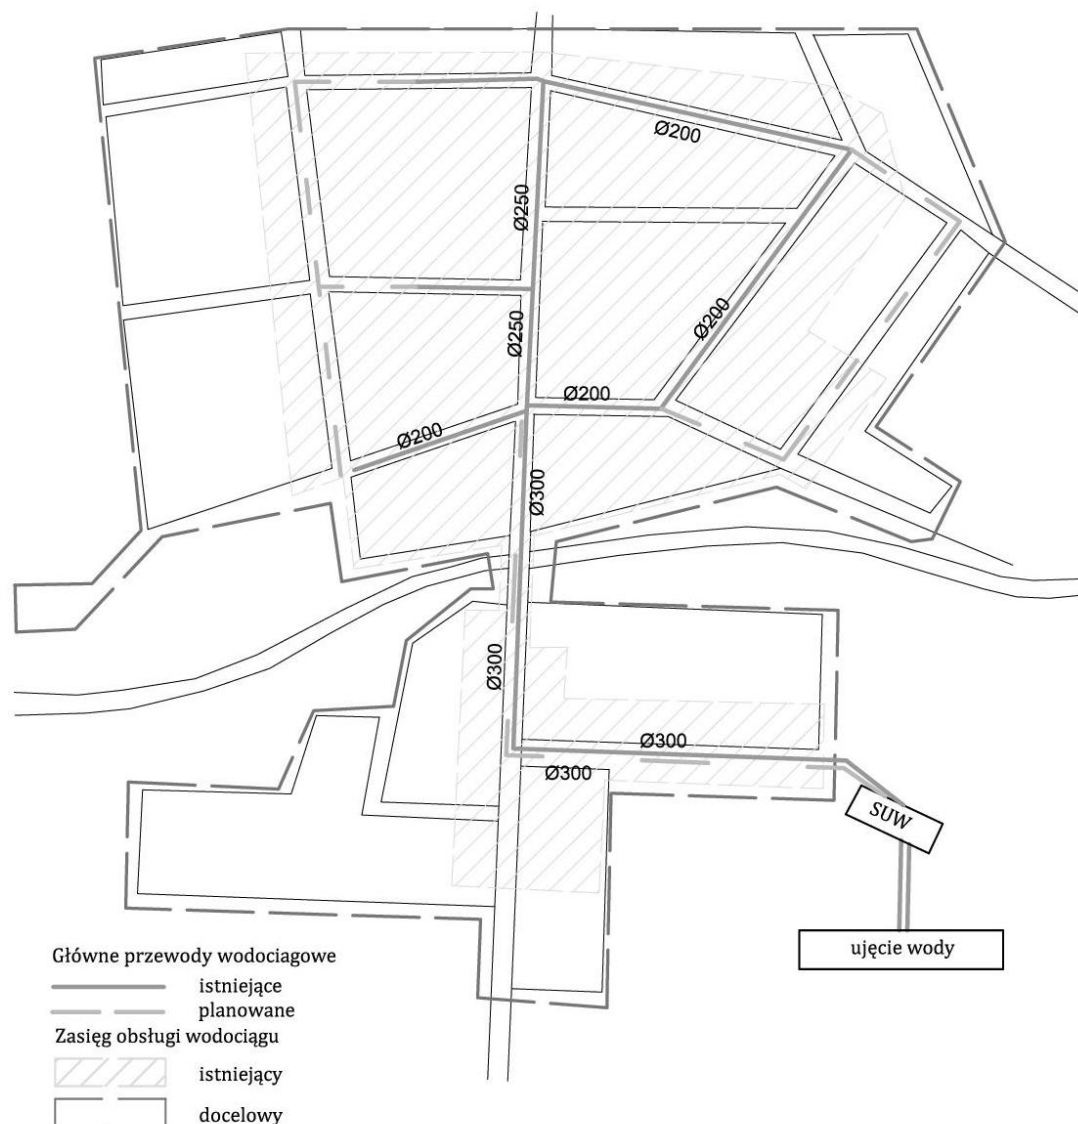 Ø200
Ø250
Ø200
Ø250
Ø200
Ø200
Ø300
Ø300
Ø300
Ø300
SUW
ujęcie wody
Główne przewody wodociagowe
istniejące
planowane
Zasięg obsługi wodociągu
istniejący
docelowy